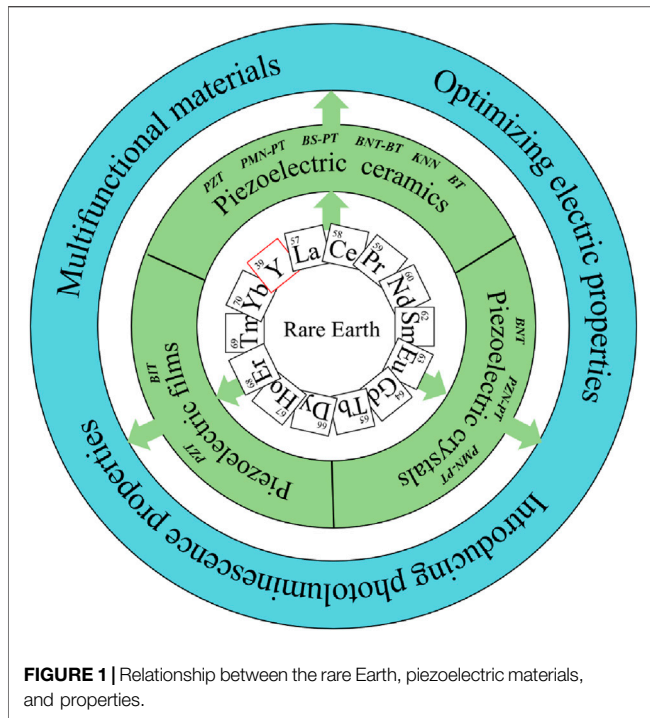 Multifunctional materials
Optimizing electric properties
Introducing photoluminescence properties
PZT
PMN-PT
BS-PT
BNT-BT
KNN
BT
Piezoelectric ceramics
BNT
PZN-PT
PMN-PT
Piezoelectric crystals
BIT
PZT
Piezoelectric films
39
Y
57
La
58
Ce
59
Pr
60
Nd
62
Sm
63
Eu
64
Gd
65
Tb
66
Dy
67
Ho
68
Er
69
Tm
70
Yb
Rare Earth
FIGURE 1 | Relationship between the rare Earth, piezoelectric materials,
and properties.